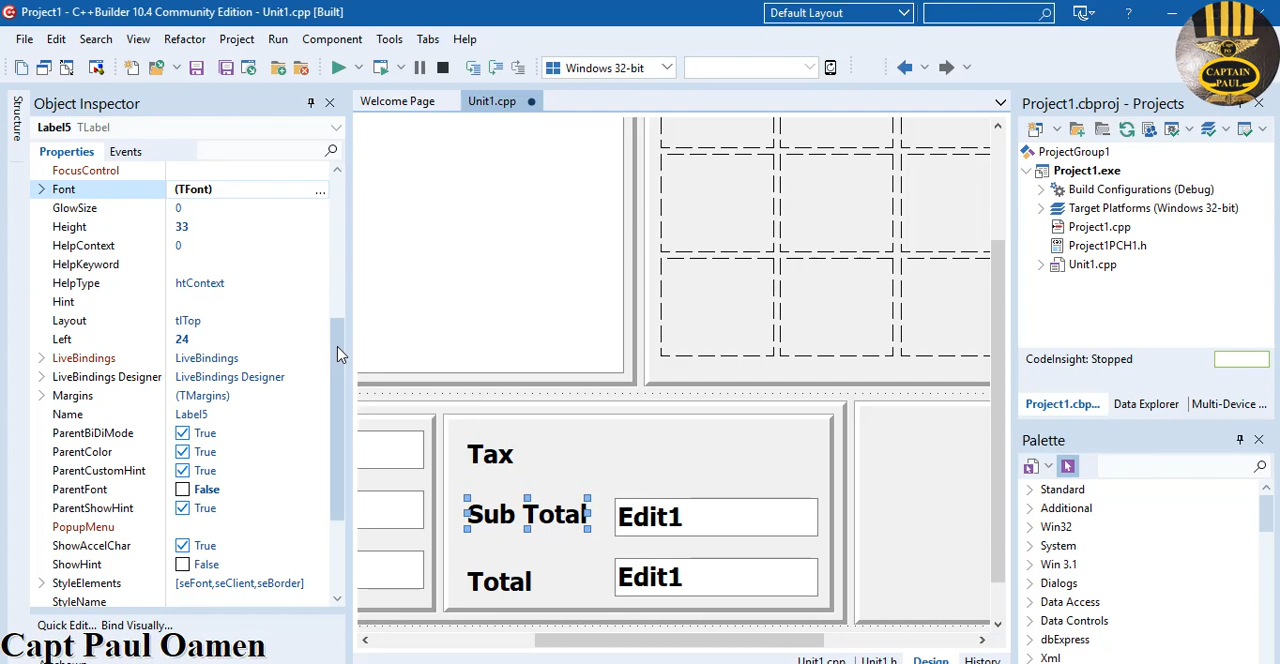 Project1 - C++Builder 10.4 Community Edition - Unit1.cpp [Built]
Default Layout
?
File Edit Search View Refactor Project Run Component Tools Tabs Help
Windows 32-bit
Capt PO
CAPTAIN
PAUL
Structure
Object Inspector
Label5 TLabel
Properties Events
FocusControl
Font (TFont) ...
GlowSize 0
Height 33
HelpContext 0
HelpKeyword
HelpType htContext
Hint
Layout tlTop
Left 24
LiveBindings LiveBindings
LiveBindings Designer LiveBindings Designer
Margins (TMargins)
Name Label5
ParentBiDiMode True
ParentColor True
ParentCustomHint True
ParentFont False
ParentShowHint True
PopupMenu
ShowAccelChar True
ShowHint False
StyleElements [seFont,seClient,seBorder]
StyleName
Quick Edit... Bind Visually...
Capt Paul Oamen
Welcome Page Unit1.cpp
Tax
Sub Total Edit1
Total Edit1
Unit1.cpp Unit1.h Design History
Project1.cbproj - Projects
ProjectGroup1
Project1.exe
Build Configurations (Debug)
Target Platforms (Windows 32-bit)
Project1.cpp
Project1PCH1.h
Unit1.cpp
CodeInsight: Stopped
Project1.cbp... Data Explorer Multi-Device ...
Palette
Standard
Additional
Win32
System
Win 3.1
Dialogs
Data Access
Data Controls
dbExpress
Xml